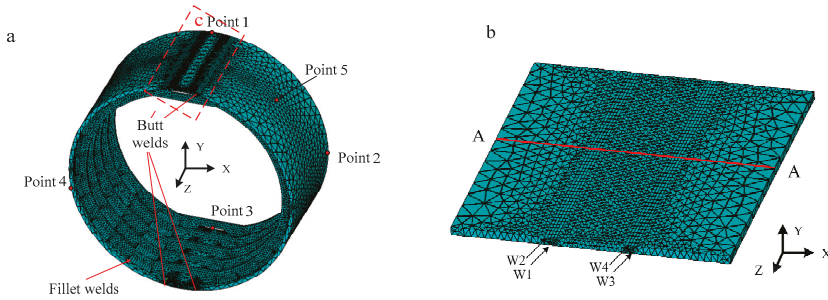 a
c
Point 1
Point 5
Butt
welds
Y
X
Z
Point 2
Point 4
Point 3
Fillet welds
b
A
A
W2
W1
W4
W3
Y
X
Z